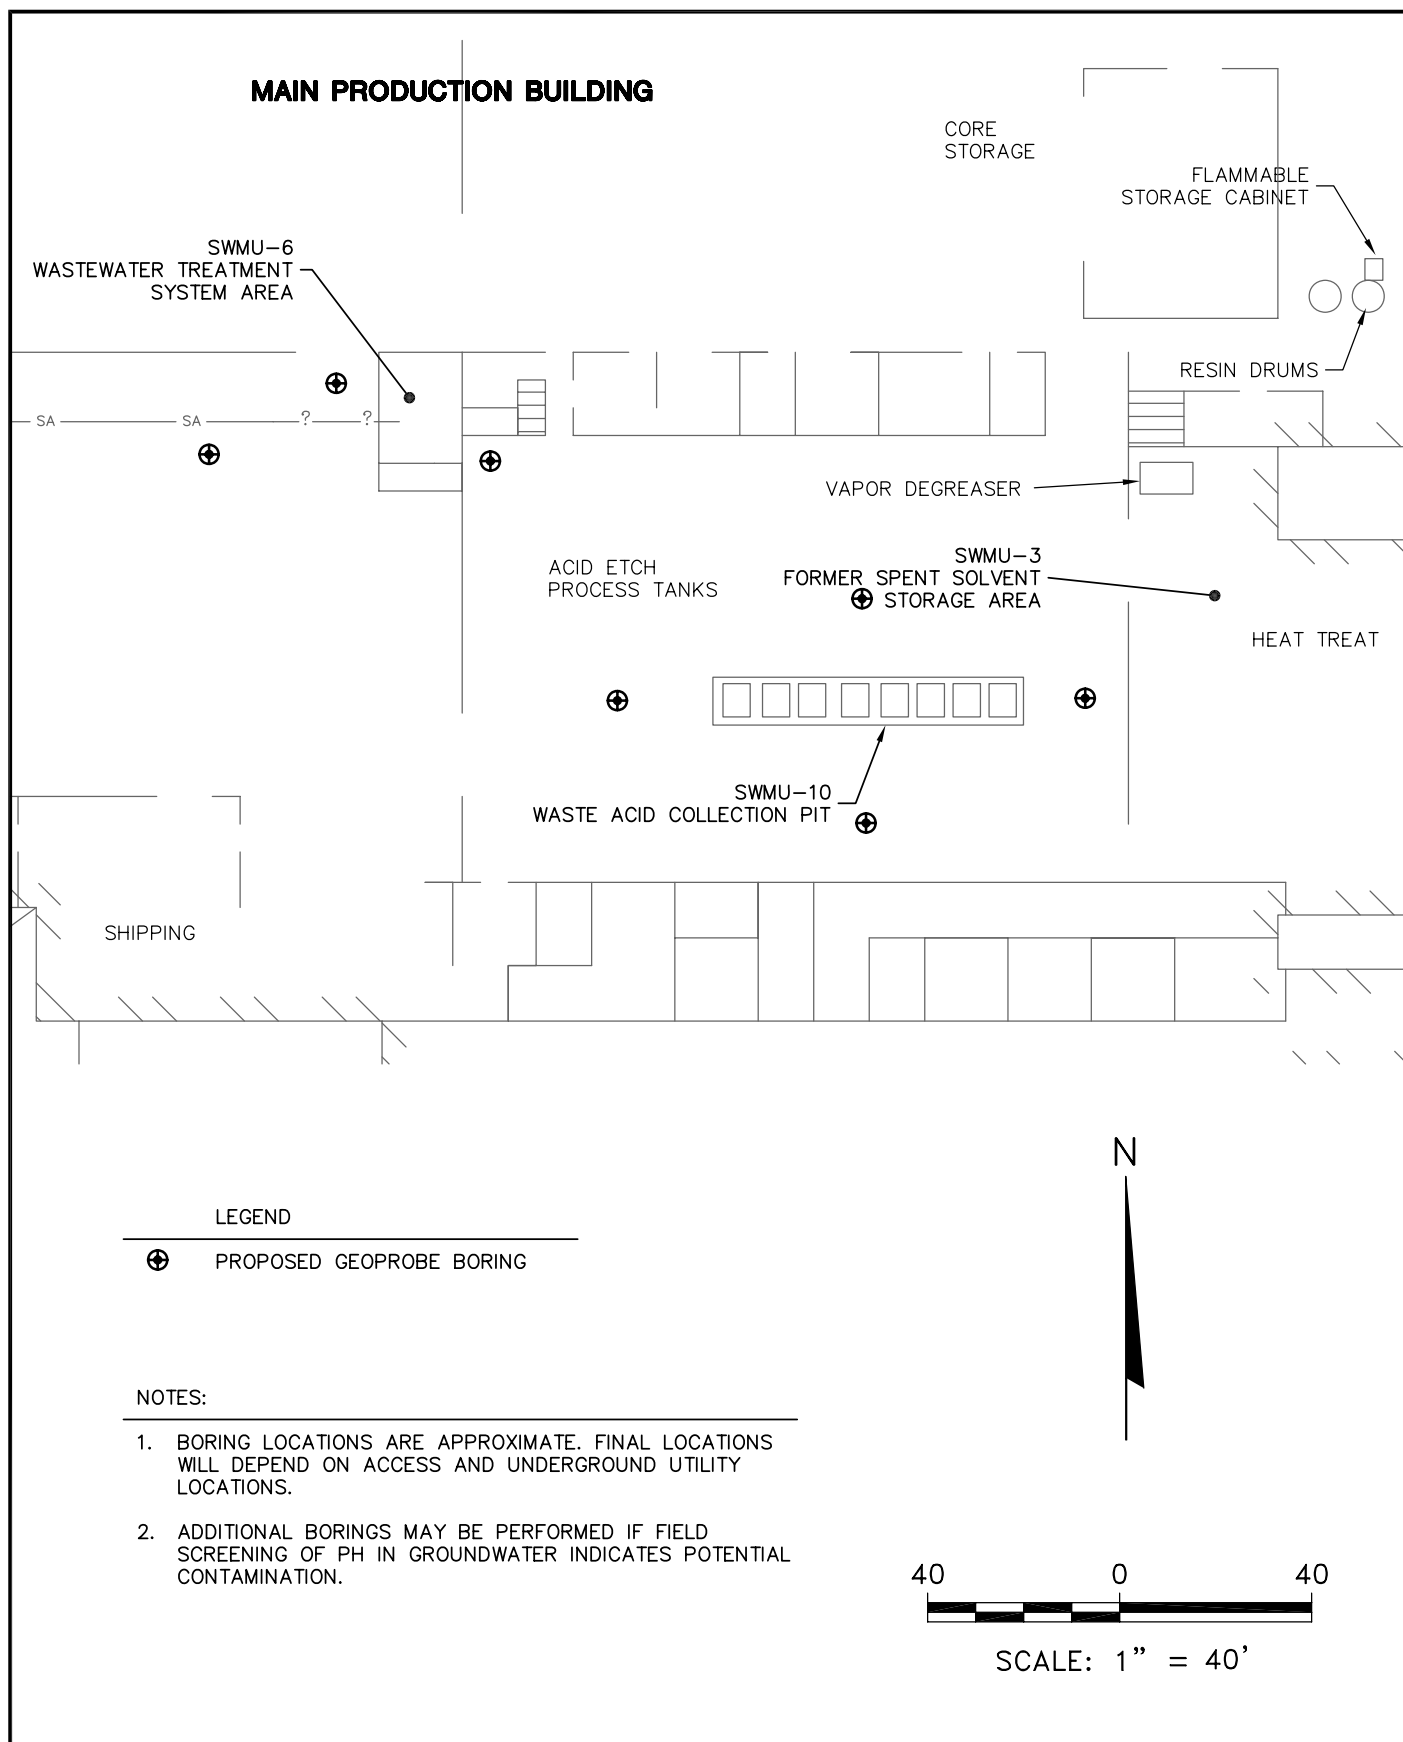 MAIN PRODUCTION BUILDING
CORE
STORAGE
FLAMMABLE
STORAGE CABINET
SWMU-6
WASTEWATER TREATMENT
SYSTEM AREA
RESIN DRUMS
SA
SA
?
?
VAPOR DEGREASER
ACID ETCH
PROCESS TANKS
SWMU-3
FORMER SPENT SOLVENT
STORAGE AREA
HEAT TREAT
SWMU-10
WASTE ACID COLLECTION PIT
SHIPPING
N
LEGEND
PROPOSED GEOPROBE BORING
NOTES:
1. BORING LOCATIONS ARE APPROXIMATE. FINAL LOCATIONS
WILL DEPEND ON ACCESS AND UNDERGROUND UTILITY
LOCATIONS.
2. ADDITIONAL BORINGS MAY BE PERFORMED IF FIELD
SCREENING OF PH IN GROUNDWATER INDICATES POTENTIAL
CONTAMINATION.
40 0 40
SCALE: 1" = 40'